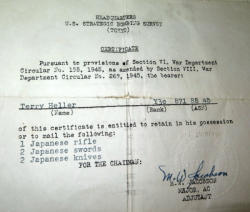 HEADQUARTERS
U.S. STRATEGIC BOMBING SURVEY
(TOKYO)
CERTIFICATE
Pursuant to provisions of Section VI, War Department
Circular No. 155, 1945, as amended by Section VIII, War
Department Circular No. 267, 1945, the bearer:
Terry Heller
(Name) (Rank) (ASN)
of this certificate is entitled to retain in his possession
or to mail the following:
1 Japanese rifle
2 Japanese swords
2 Japanese knives
FOR THE CHAIRMAN:
MAJOR, AC
ADJUTANT